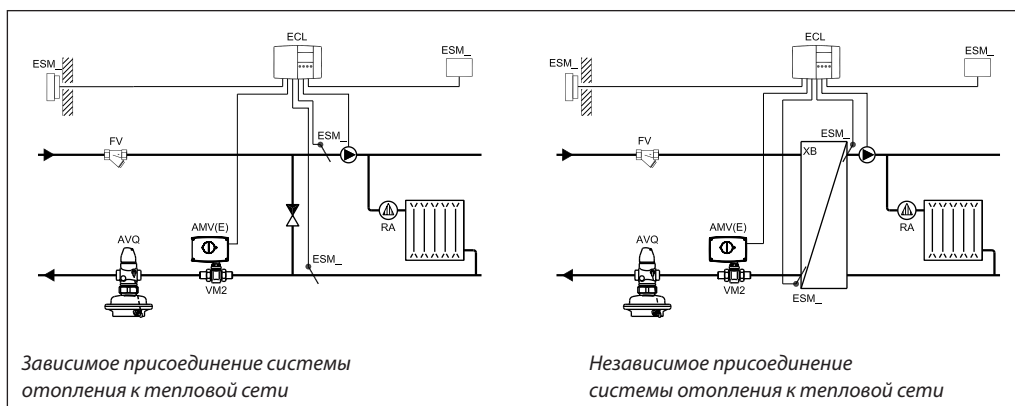 ECL
ESM_
ESM_
FV
ESM_
AMV(E)
RA
AVQ
ESM_
VM2
Зависимое присоединение системы
отопления к тепловой сети
ECL
ESM_
ESM_
FV
ESM_
XB
AMV(E)
RA
AVQ
VM2
ESM_
Независимое присоединение
системы отопления к тепловой сети